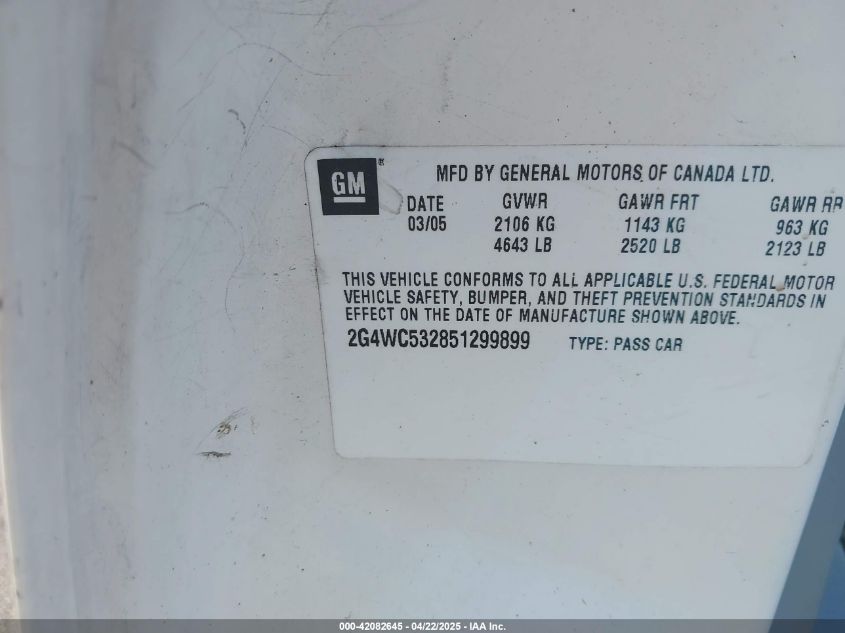 GM®
MFD BY GENERAL MOTORS OF CANADA LTD.
DATE GVWR GAWR FRT GAWR RR
03/05 2106 KG 1143 KG 963 KG
4643 LB 2520 LB 2123 LB
THIS VEHICLE CONFORMS TO ALL APPLICABLE U.S. FEDERAL MOTOR
VEHICLE SAFETY, BUMPER, AND THEFT PREVENTION STANDARDS IN
EFFECT ON THE DATE OF MANUFACTURE SHOWN ABOVE.
2G4WC532851299899 TYPE: PASS CAR
000-42082645 - 04/22/2025 - IAA Inc.